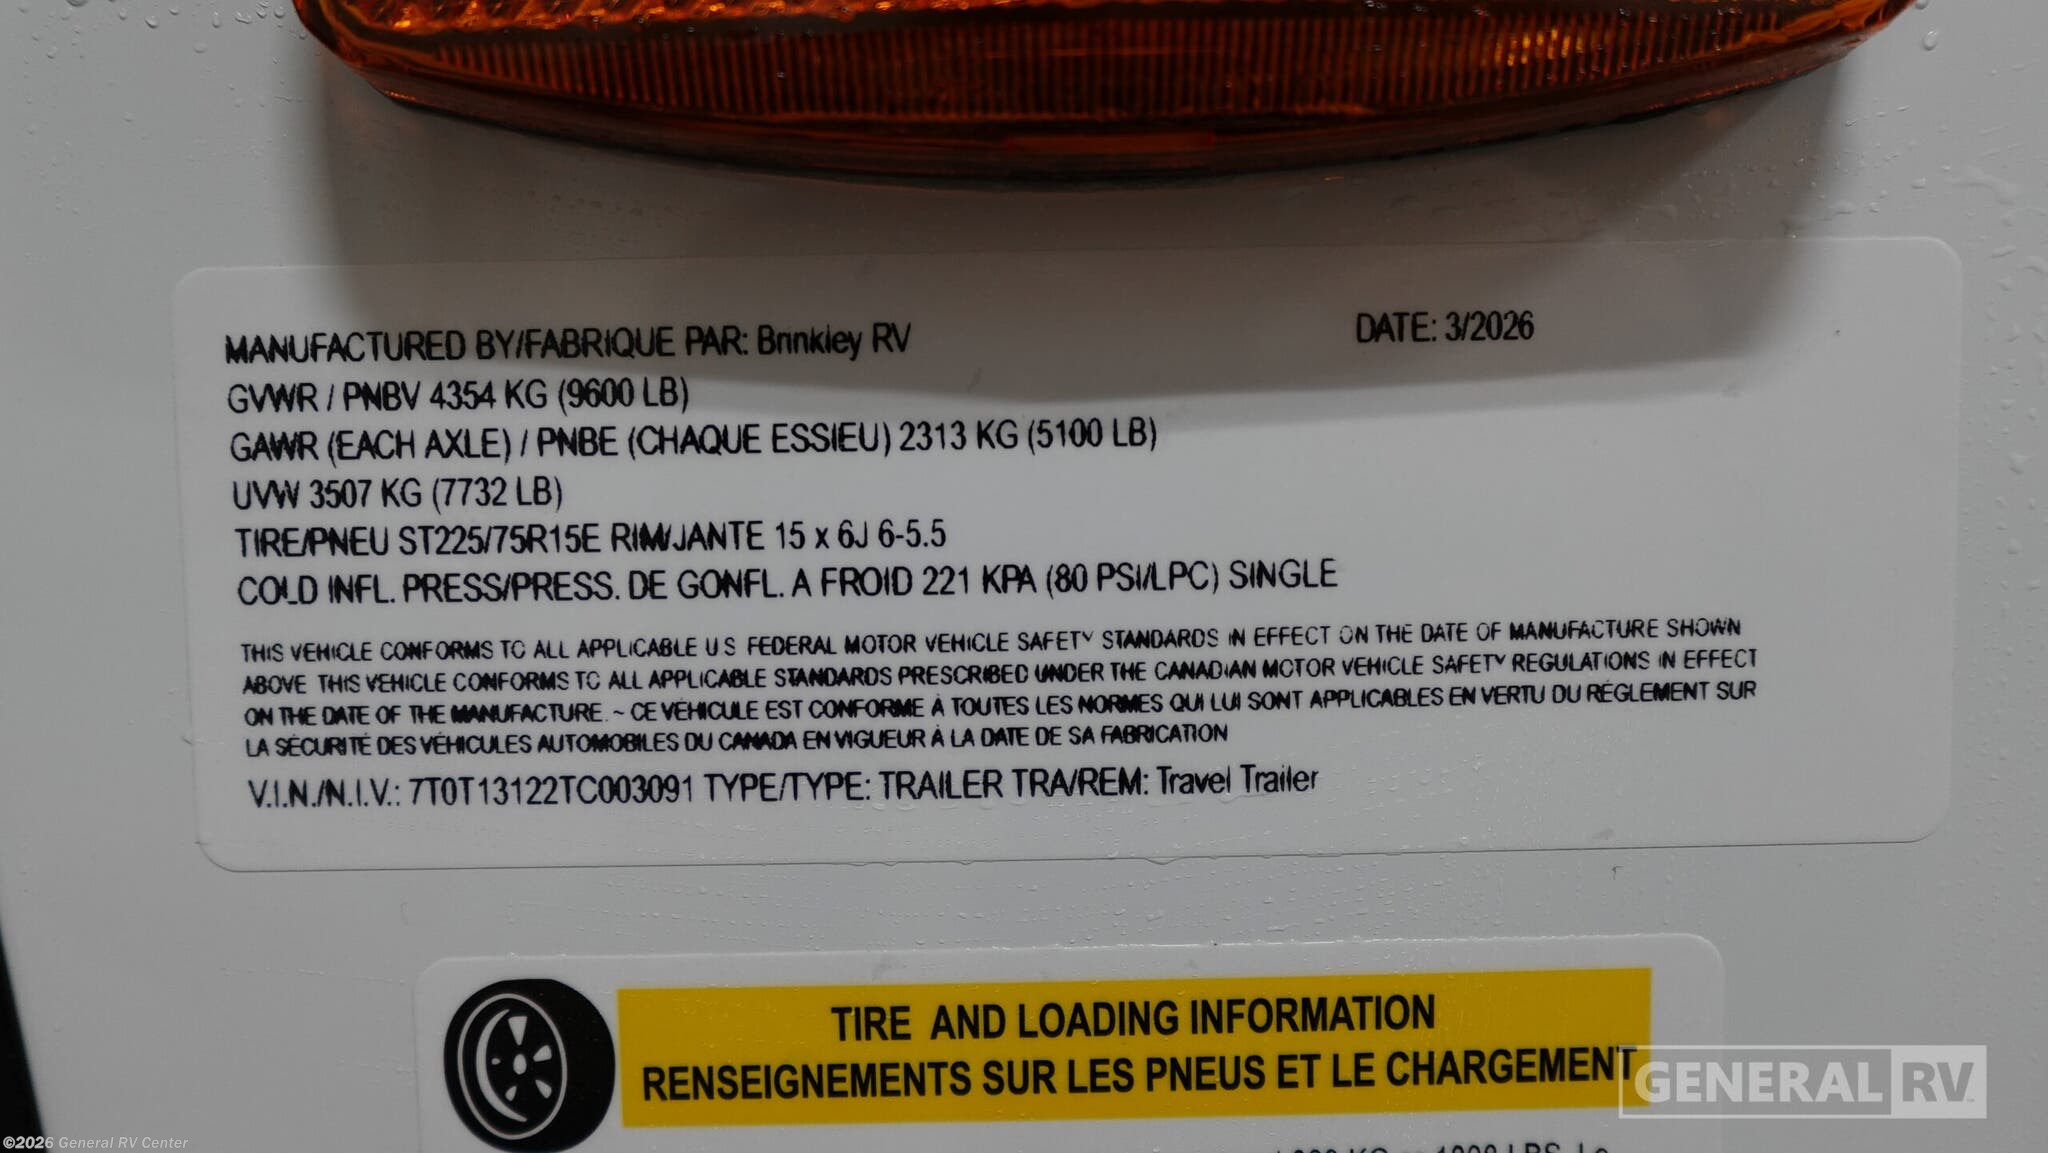 MANUFACTURED BY/FABRIQUE PAR: Brinkley RV DATE: 3/2026
GVWR / PNBV 4354 KG (9600 LB)
GAWR (EACH AXLE) / PNBE (CHAQUE ESSIEU) 2313 KG (5100 LB)
UVW 3507 KG (7732 LB)
TIRE/PNEU ST225/75R15E RIM/JANTE 15 x 6J 6-5.5
COLD INFL. PRESS/PRESS. DE GONFL. A FROID 221 KPA (80 PSI/LPC) SINGLE
THIS VEHICLE CONFORMS TO ALL APPLICABLE U S FEDERAL MOTOR VEHICLE SAFETY STANDARDS IN EFFECT ON THE DATE OF MANUFACTURE SHOWN
ABOVE THIS VEHICLE CONFORMS TO ALL APPLICABLE STANDARDS PRESCRIBED UNDER THE CANADIAN MOTOR VEHICLE SAFETY REGULATIONS IN EFFECT
ON THE DATE OF THE MANUFACTURE. ~ CE VÉHICULE EST CONFORME À TOUTES LES NORMES QUI LUI SONT APPLICABLES EN VERTU DU RÉGLEMENT SUR
LA SÉCURITÉ DES VÉHICULES AUTOMOBILES DU CANADA EN VIGUEUR À LA DATE DE SA FABRICATION
V.I.N./N.I.V.: 7T0T13122TC003091 TYPE/TYPE: TRAILER TRA/REM: Travel Trailer
TIRE AND LOADING INFORMATION
RENSEIGNEMENTS SUR LES PNEUS ET LE CHARGEMENT
GENERAL RV
©2026 General RV Center